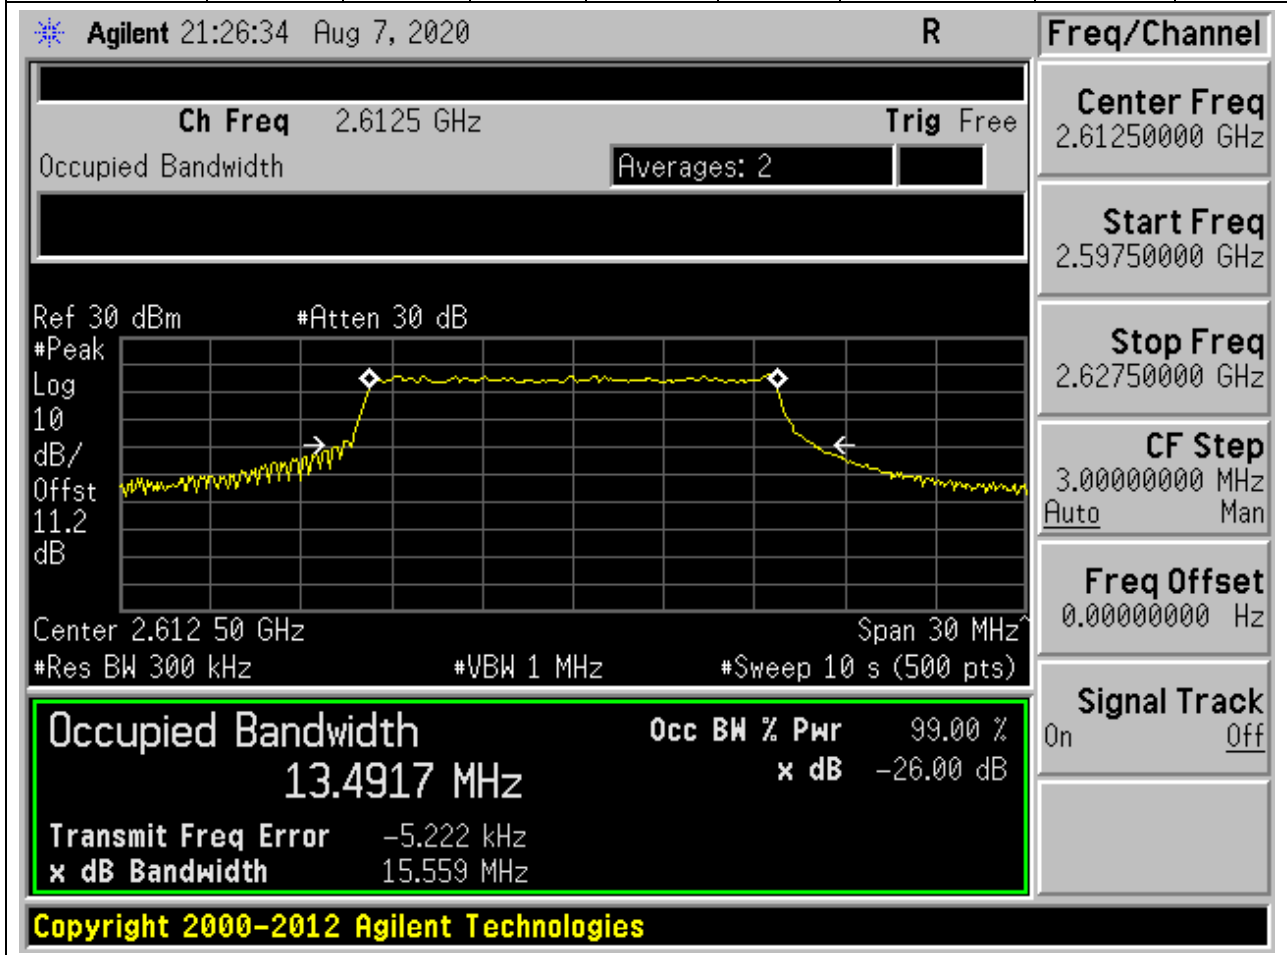 Agilent 21:26:34 Aug 7, 2020 R
Freq/Channel
Ch Freq 2.6125 GHz Trig Free
Occupied Bandwidth Averages: 2
Center Freq
2.61250000 GHz
Start Freq
2.59750000 GHz
Stop Freq
2.62750000 GHz
CF Step
3.00000000 MHz
Auto Man
Freq Offset
0.00000000 Hz
Signal Track
On Off
Ref 30 dBm #Atten 30 dB
#Peak
Log
10
dB/
Offst
11.2
dB
Center 2.612 50 GHz Span 30 MHz^
#Res BW 300 kHz #VBW 1 MHz #Sweep 10 s (500 pts)
Occupied Bandwidth Occ BW % Pwr 99.00 %
13.4917 MHz x dB -26.00 dB
Transmit Freq Error -5.222 kHz
x dB Bandwidth 15.559 MHz
Copyright 2000-2012 Agilent Technologies